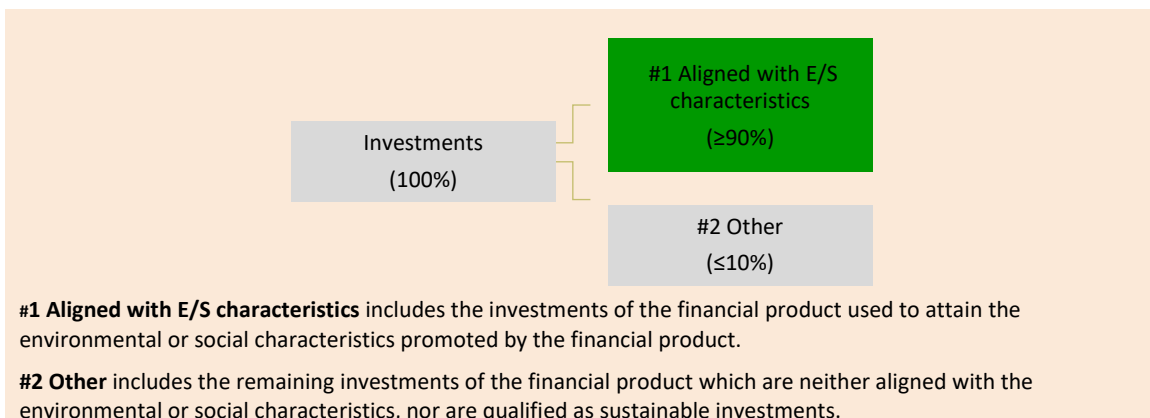 #1 Aligned with E/S
characteristics
(≥90%)
Investments
(100%)
#2 Other
(≤10%)
#1 Aligned with E/S characteristics includes the investments of the financial product used to attain the
environmental or social characteristics promoted by the financial product.
#2 Other includes the remaining investments of the financial product which are neither aligned with the
environmental or social characteristics, nor are qualified as sustainable investments.